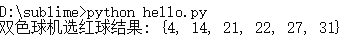 D:\sublime>python hello.py
双色球机选红球结果: {4, 14, 21, 22, 27, 31}